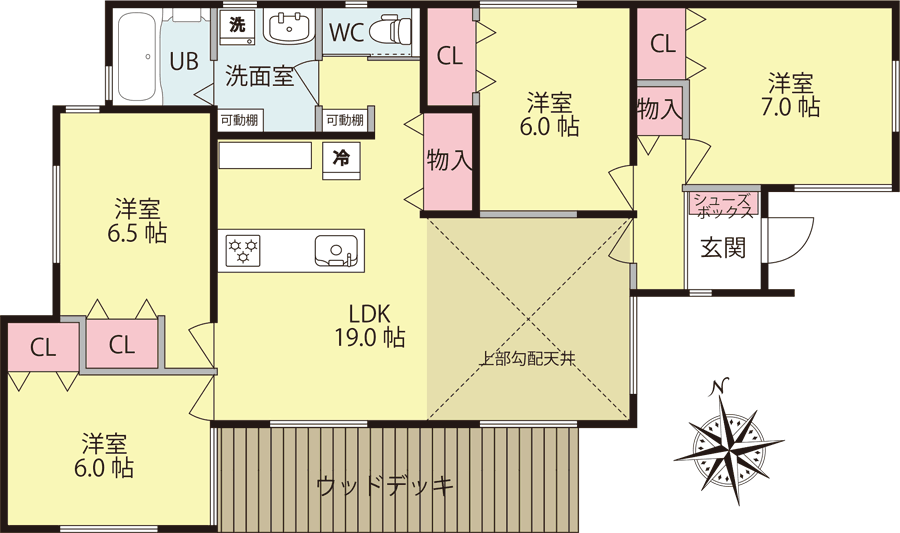 UB
洗
洗面室
可動棚
WC
可動棚
CL
洋室
6.0 帖
CL
物入
洋室
7.0 帖
洋室
6.5 帖
冷
物入
シューズ
ボックス
玄関
LDK
19.0 帖
上部勾配天井
CL
CL
洋室
6.0 帖
ウッドデッキ
N